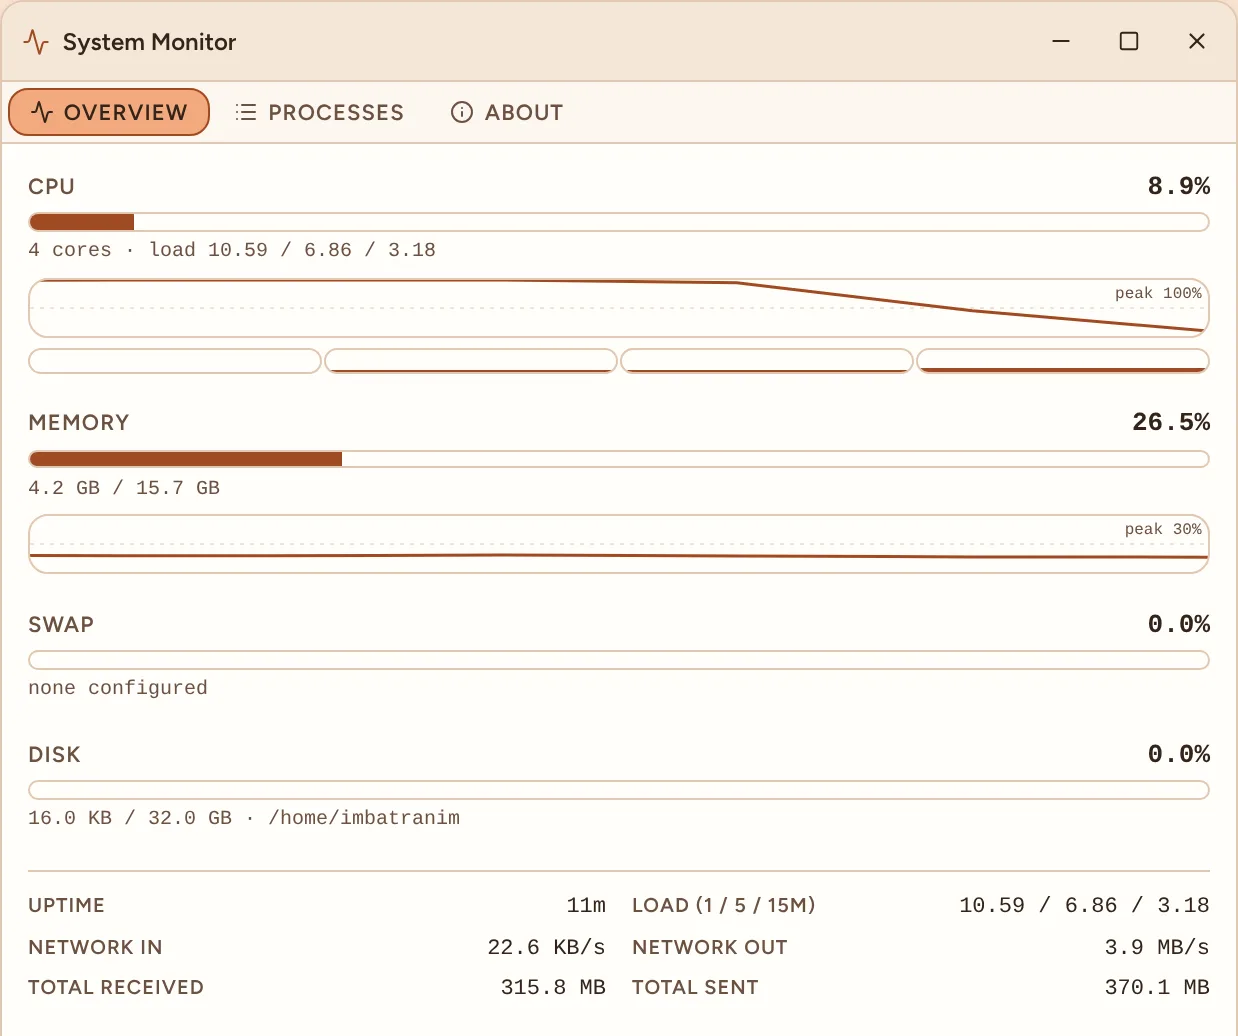 System Monitor
OVERVIEW PROCESSES ABOUT
CPU 8.9%
4 cores · load 10.59 / 6.86 / 3.18
peak 100%
MEMORY 26.5%
4.2 GB / 15.7 GB
peak 30%
SWAP 0.0%
none configured
DISK 0.0%
16.0 KB / 32.0 GB · /home/imbatranim
UPTIME 11m LOAD (1 / 5 / 15M) 10.59 / 6.86 / 3.18
NETWORK IN 22.6 KB/s NETWORK OUT 3.9 MB/s
TOTAL RECEIVED 315.8 MB TOTAL SENT 370.1 MB